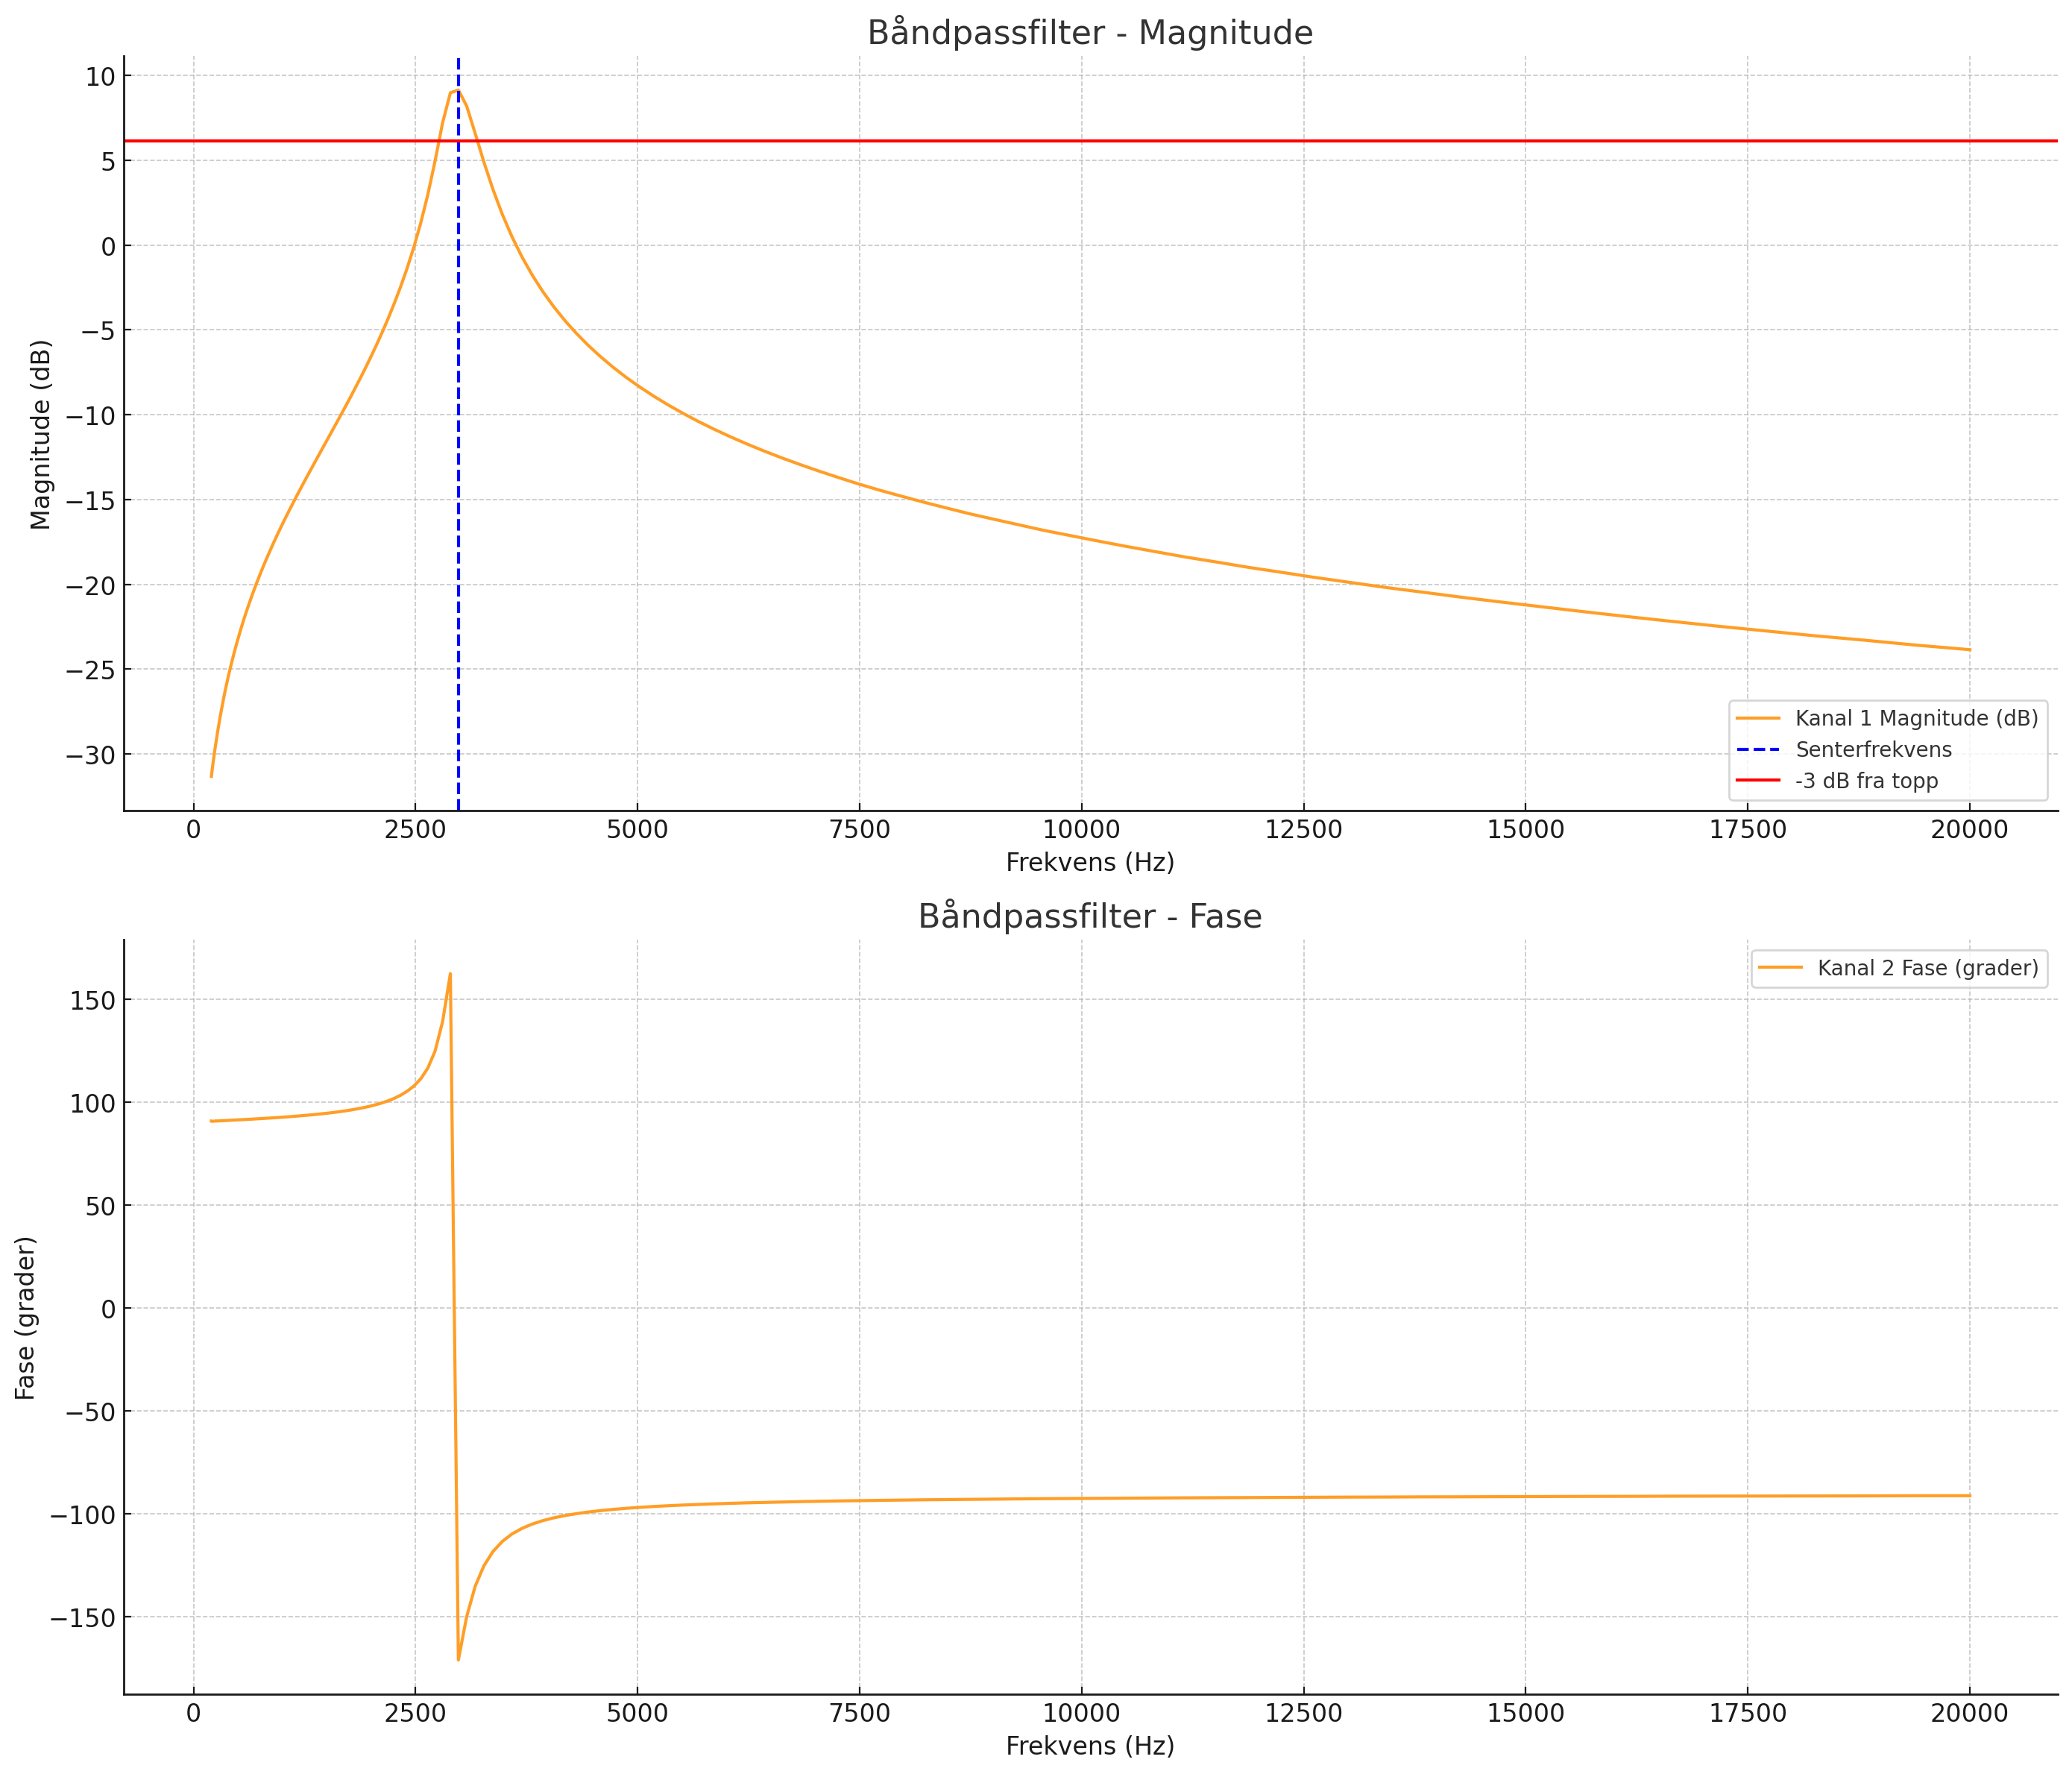 Båndpassfilter - Magnitude
10
5
0
−5
−10
−15
−20
−25
−30
Magnitude (dB)
Kanal 1 Magnitude (dB)
Senterfrekvens
-3 dB fra topp
0 2500 5000 7500 10000 12500 15000 17500 20000
Frekvens (Hz)
Båndpassfilter - Fase
Kanal 2 Fase (grader)
150
100
50
0
−50
−100
−150
Fase (grader)
0 2500 5000 7500 10000 12500 15000 17500 20000
Frekvens (Hz)